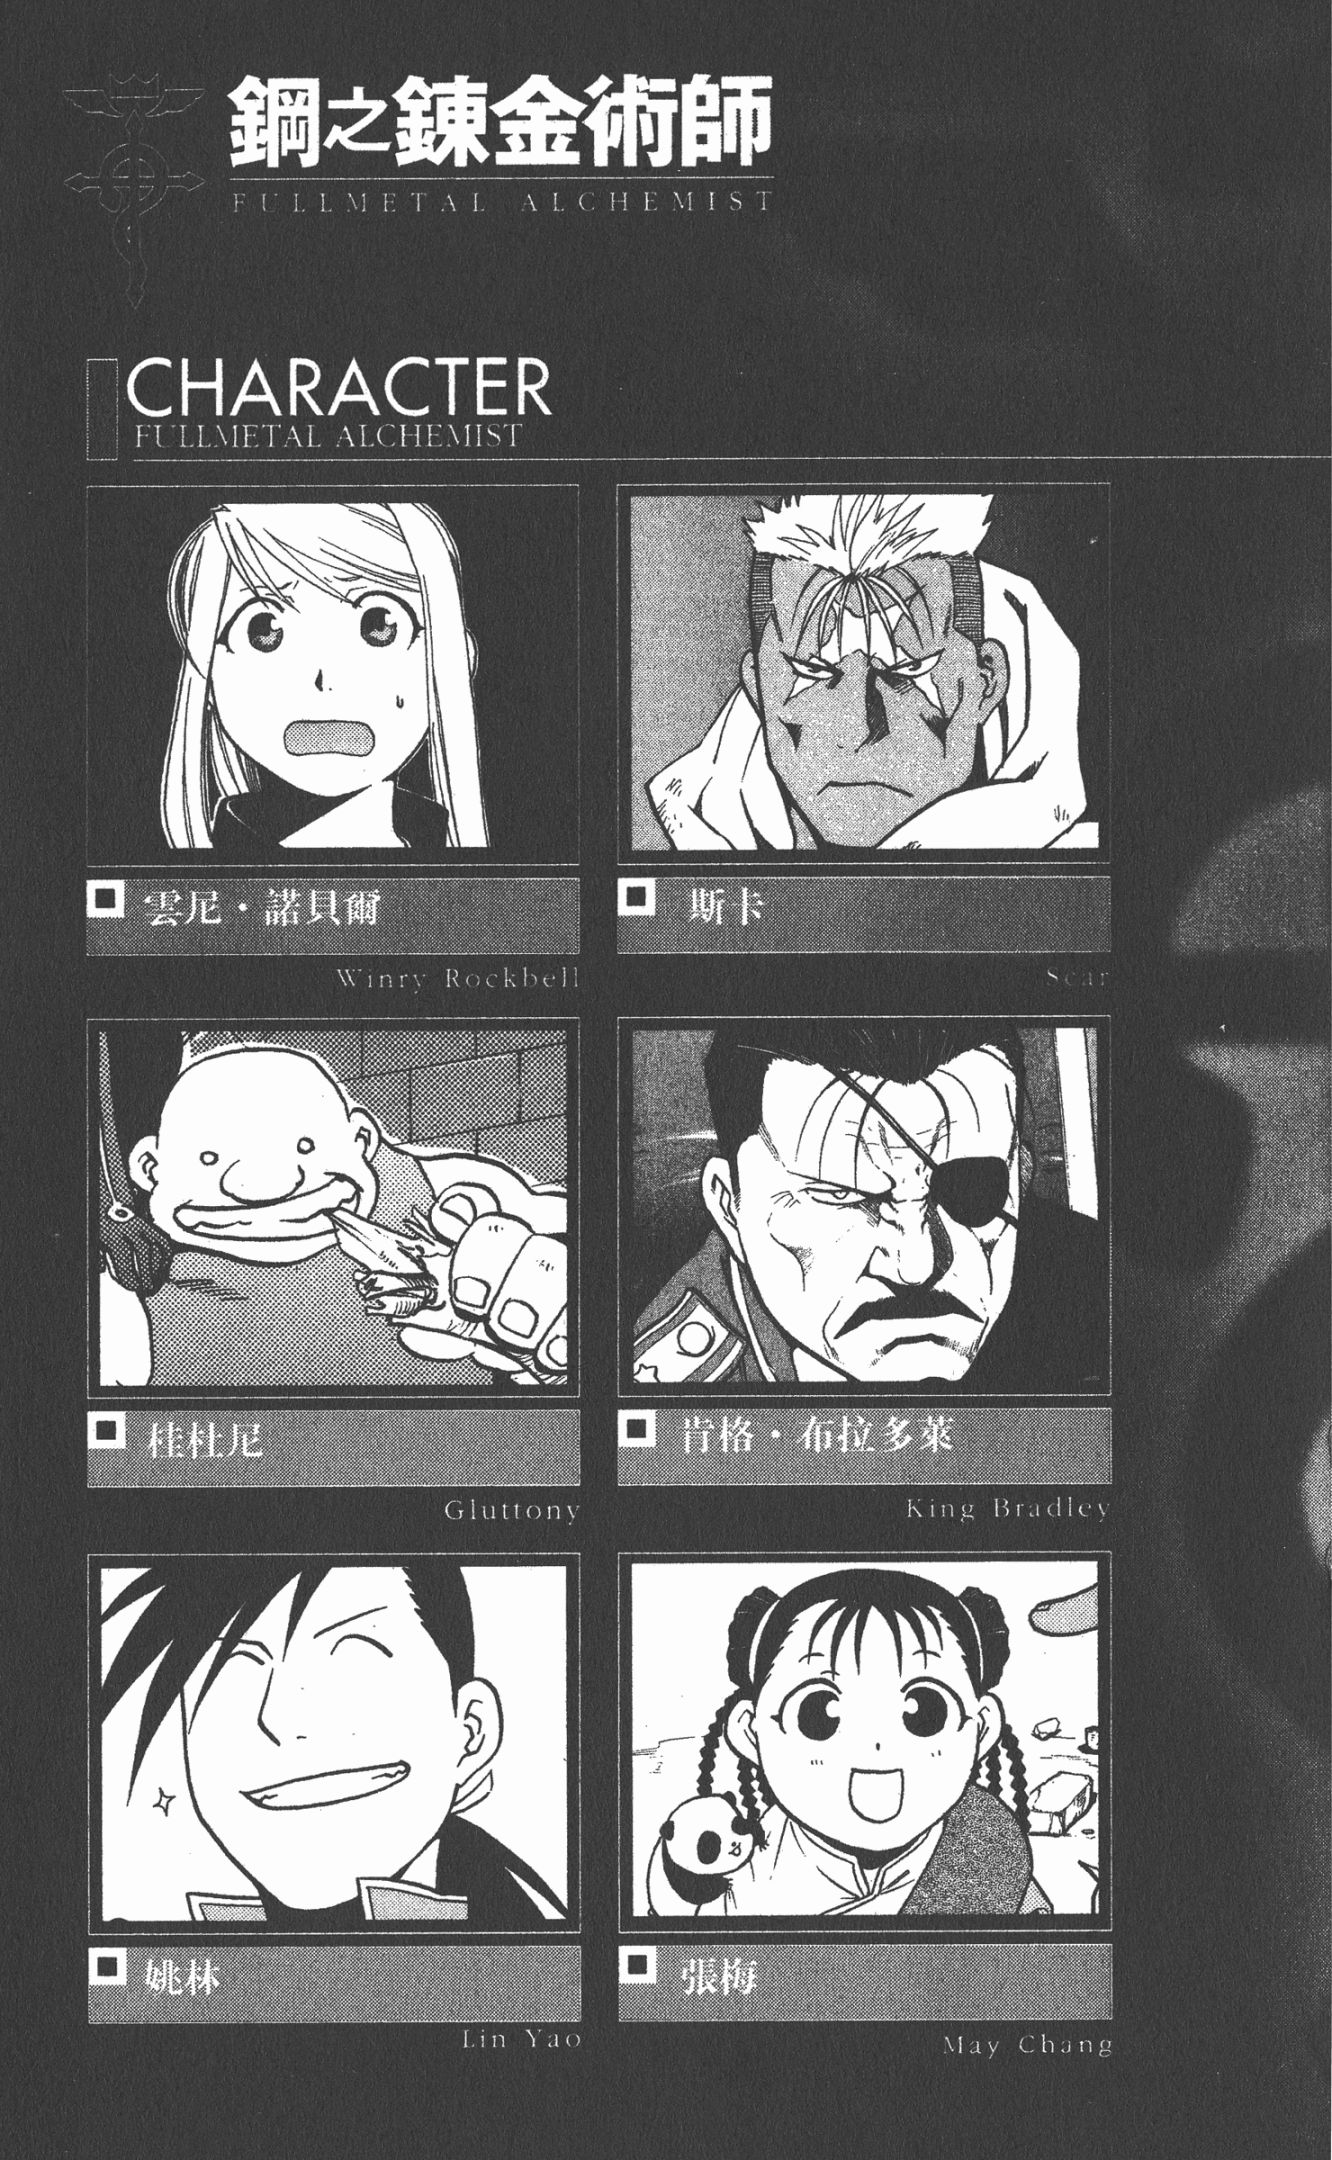 鋼之錬金術師
FULLMETAL ALCHEMIST
CHARACTER
FULLMETAL ALCHEMIST
雲尼・諾貝爾
Winry Rockbell
斯卡
Scar
桂杜尼
Gluttony
肯格・布拉多萊
King Bradley
姚林
Lin Yao
張梅
May Chang